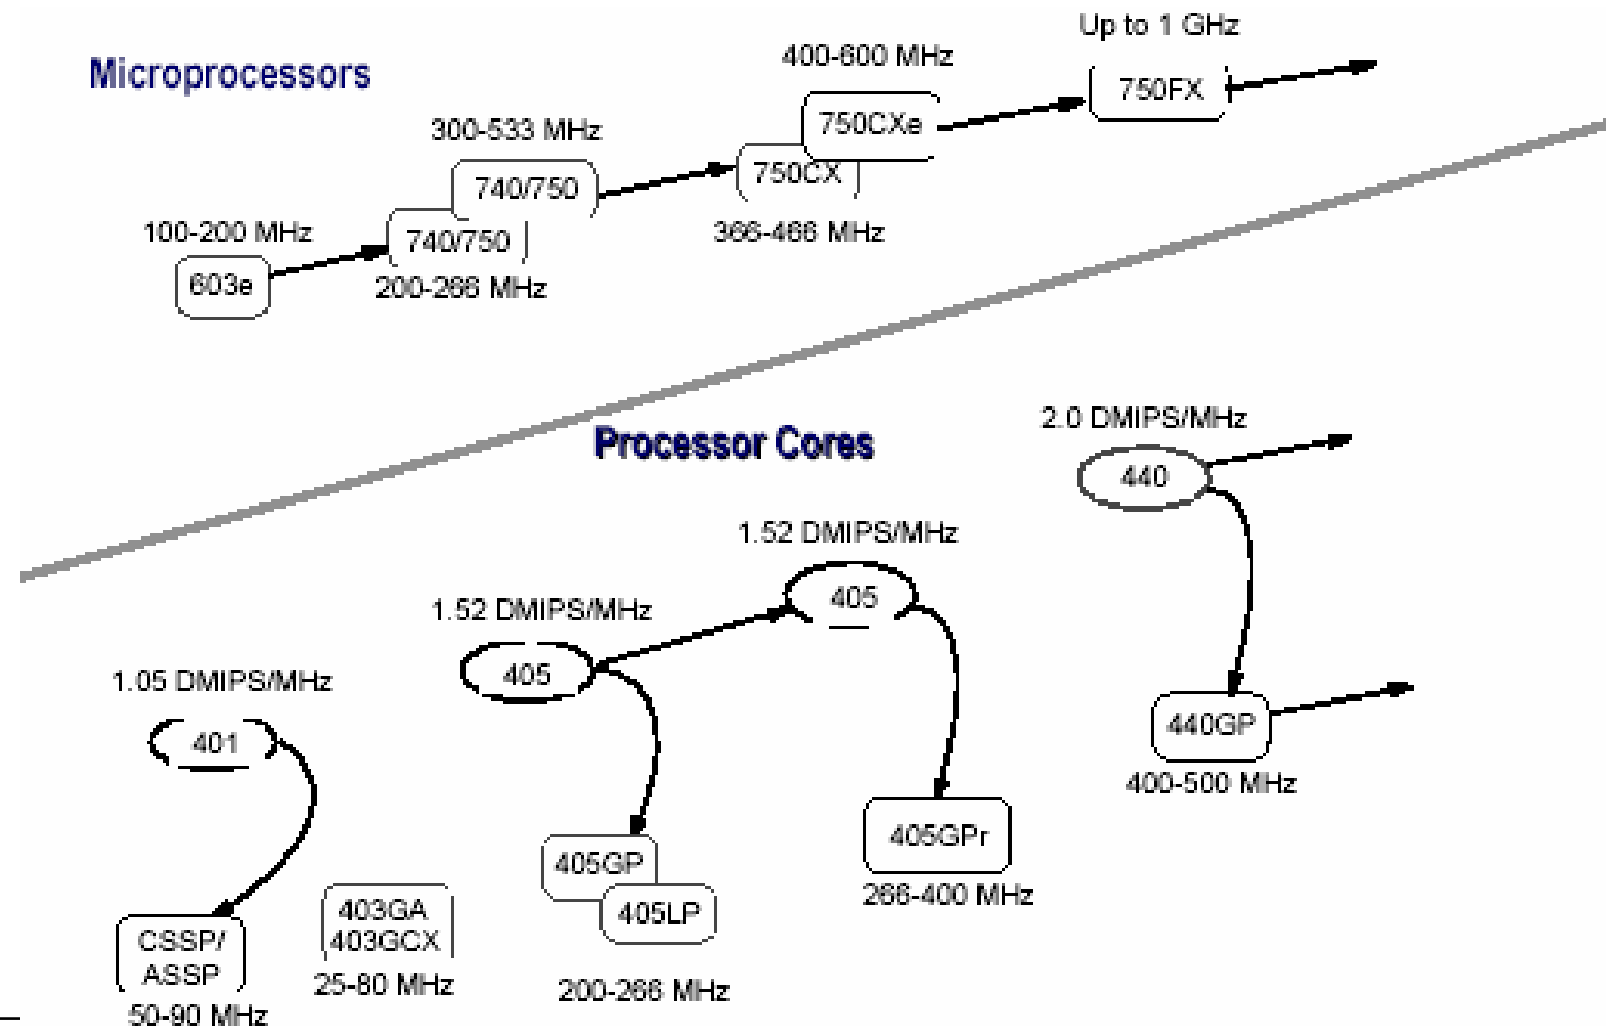 Up to 1 GHz
Microprocessors
400-600 MHz
750FX
750CXe
300-533 MHz
750CX
740/750
366-466 MHz
100-200 MHz
740/750
603e
200-266 MHz
Processor Cores
2.0 DMIPS/MHz
440
1.52 DMIPS/MHz
405
1.52 DMIPS/MHz
405
1.05 DMIPS/MHz
401
440GP
400-500 MHz
405GPr
266-400 MHz
405GP
405LP
200-266 MHz
403GA
403GCX
25-80 MHz
CSSP/
ASSP
50-90 MHz